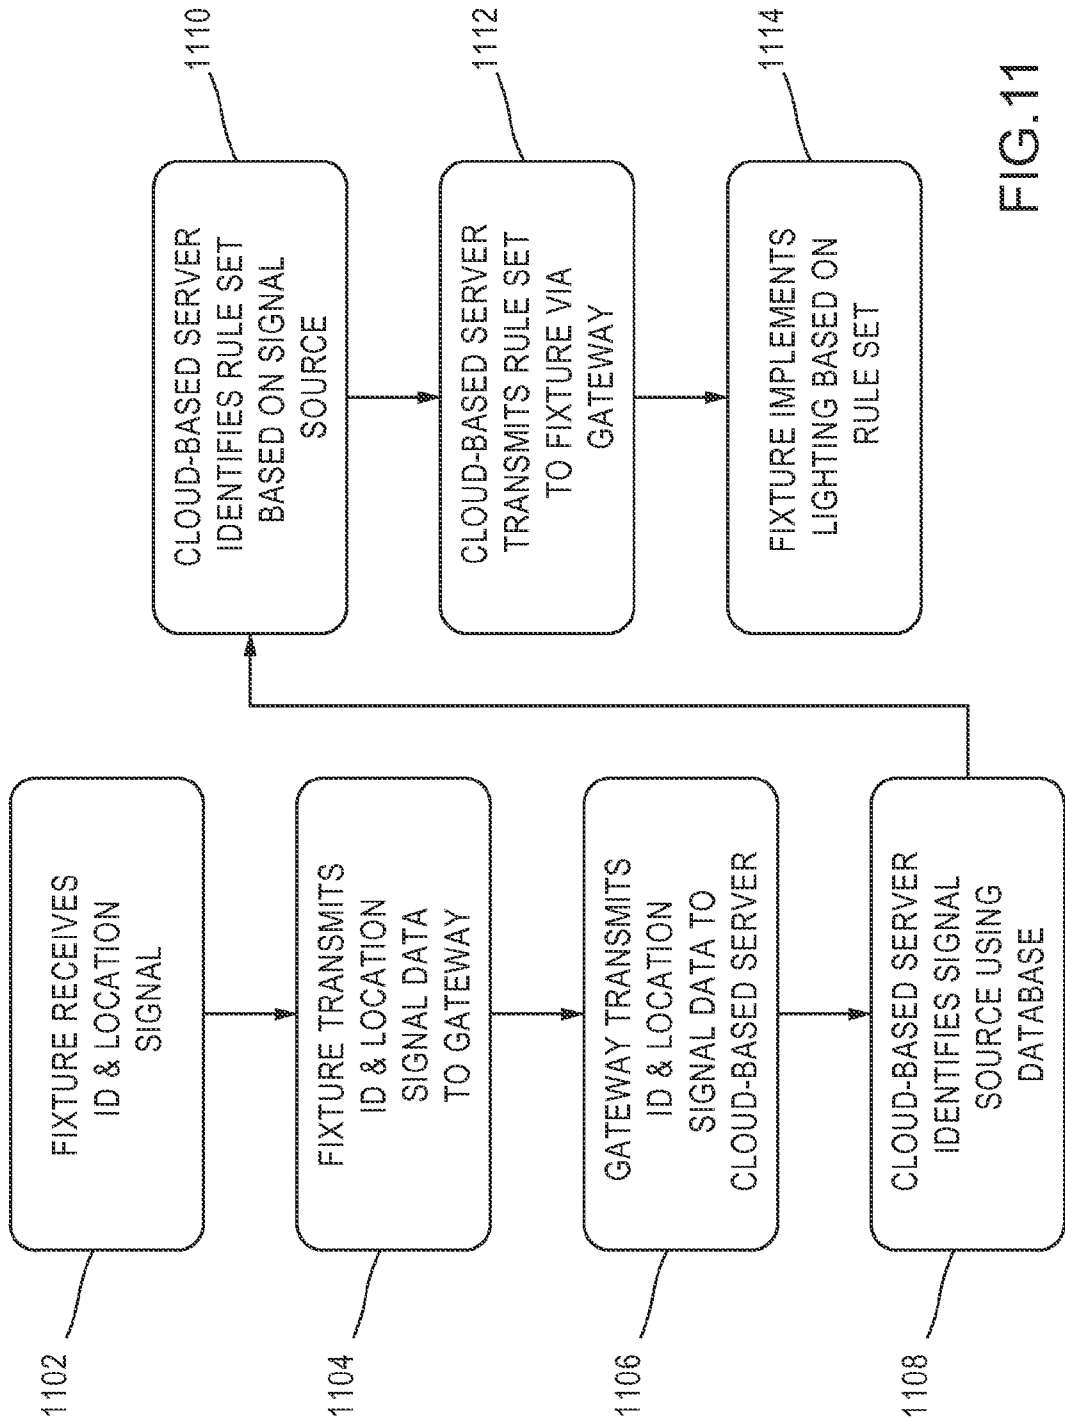 1102
FIXTURE RECEIVES
ID & LOCATION
SIGNAL
1104
FIXTURE TRANSMITS
ID & LOCATION
SIGNAL DATA
TO GATEWAY
1106
GATEWAY TRANSMITS
ID & LOCATION
SIGNAL DATA TO
CLOUD-BASED SERVER
1108
CLOUD-BASED SERVER
IDENTIFIES SIGNAL
SOURCE USING
DATABASE
1110
CLOUD-BASED SERVER
IDENTIFIES RULE SET
BASED ON SIGNAL
SOURCE
1112
CLOUD-BASED SERVER
TRANSMITS RULE SET
TO FIXTURE VIA
GATEWAY
1114
FIXTURE IMPLEMENTS
LIGHTING BASED ON
RULE SET
FIG.11